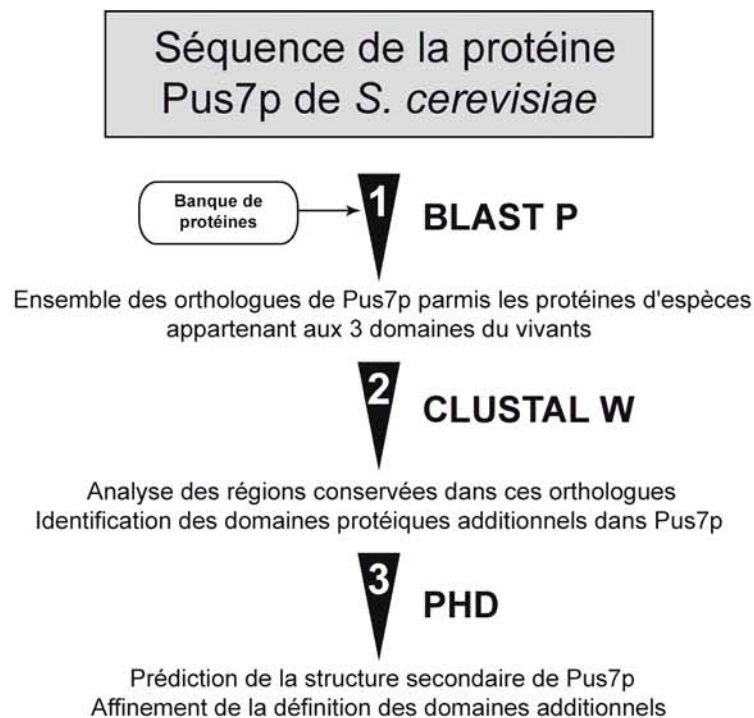 Séquence de la protéine
Pus7p de S. cerevisiae
Banque de
protéines
1
BLAST P
Ensemble des orthologues de Pus7p parmis les protéines d'espèces
appartenant aux 3 domaines du vivants
2
CLUSTAL W
Analyse des régions conservées dans ces orthologues
Identification des domaines protéiques additionnels dans Pus7p
3
PHD
Prédiction de la structure secondaire de Pus7p
Affinement de la définition des domaines additionnels